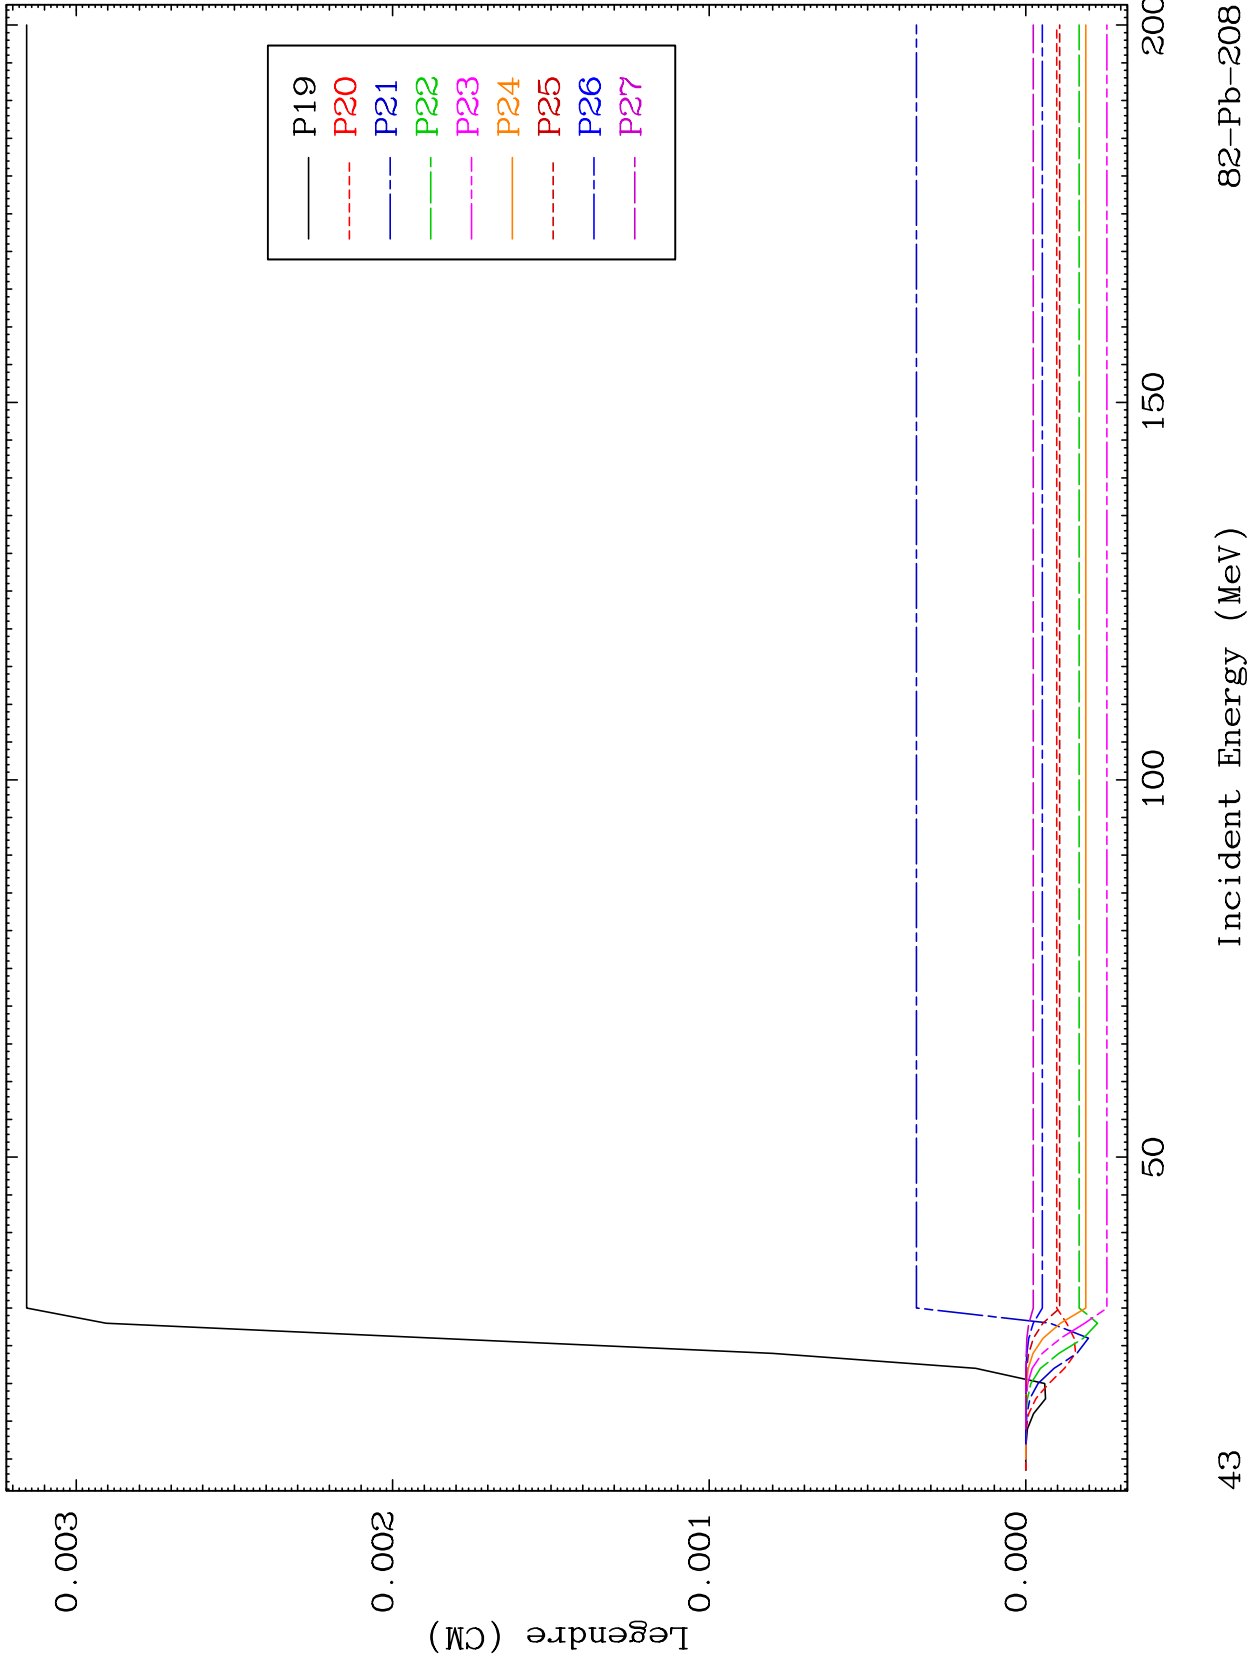 Legendre (CM)
0.003
0.002
0.001
0.000
P19
P20
P21
P22
P23
P24
P25
P26
P27
50
100
150
200
Incident Energy (MeV)
43
82-Pb-208